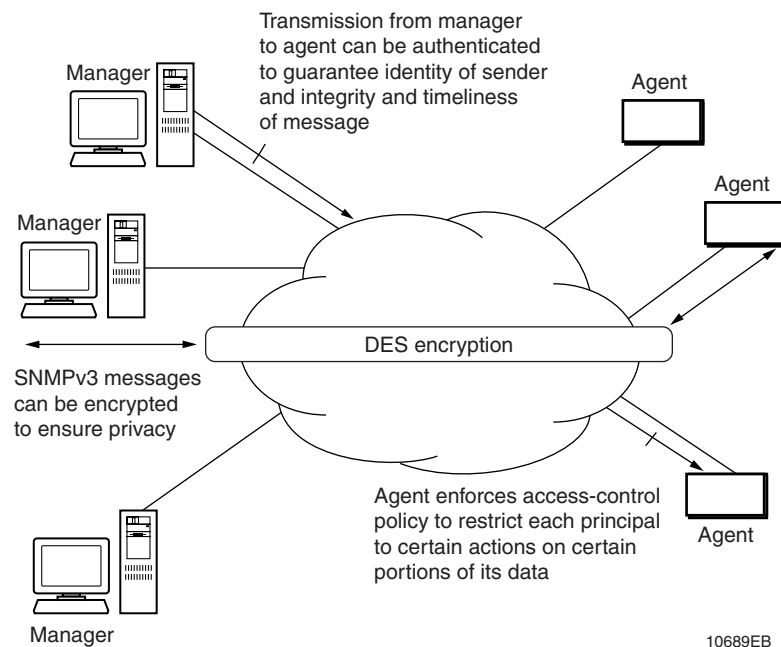 Transmission from manager
to agent can be authenticated
to guarantee identity of sender
and integrity and timeliness
of message
Manager
Agent
Agent
Manager
DES encryption
SNMPv3 messages
can be encrypted
to ensure privacy
Agent enforces access-control
policy to restrict each principal
to certain actions on certain
portions of its data
Agent
Manager
10689EB